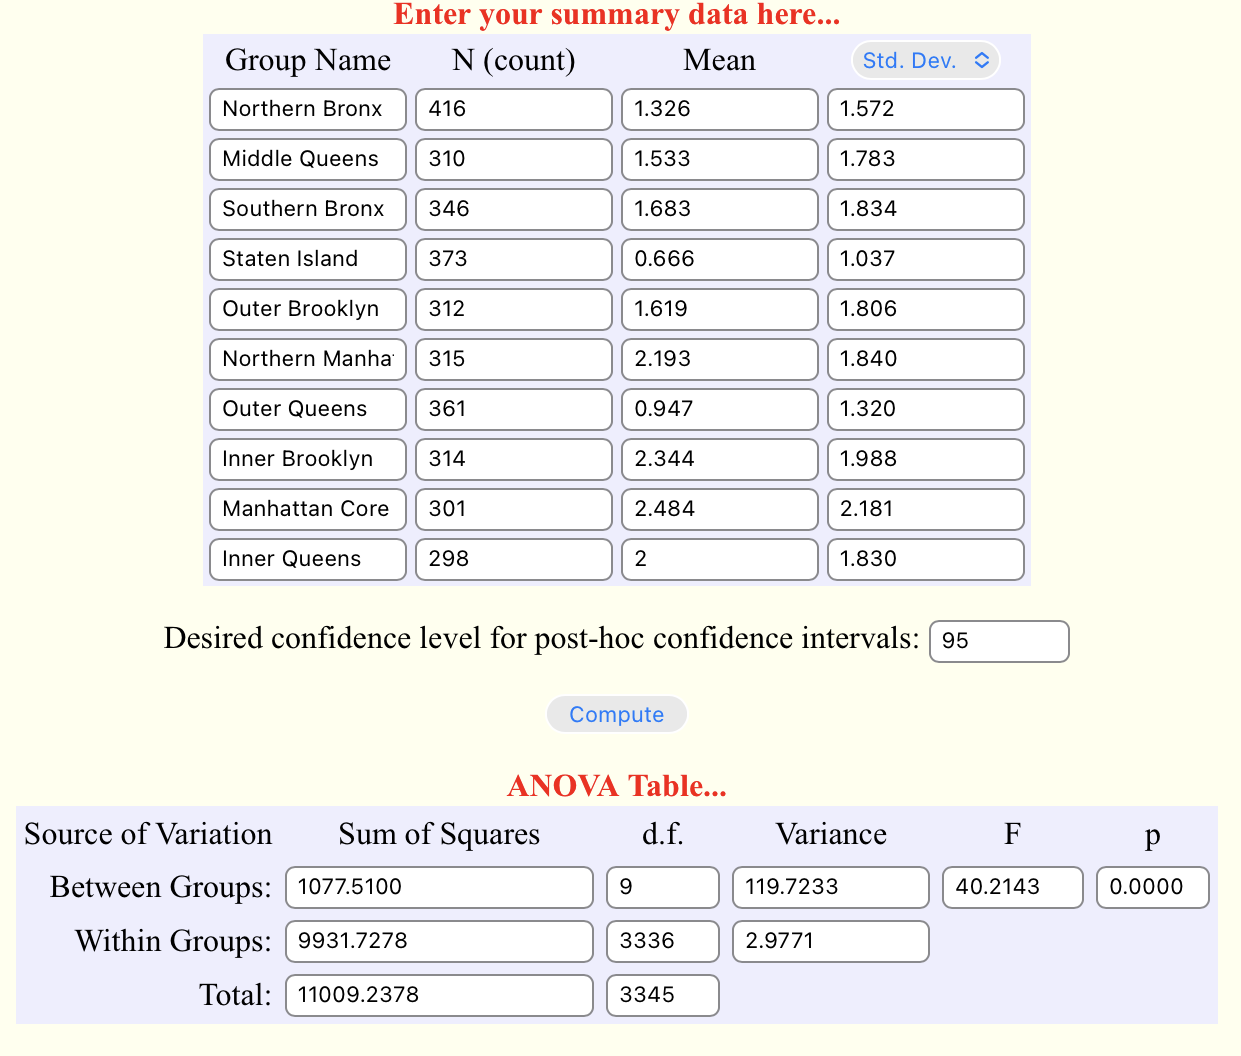 Enter your summary data here...
Group Name N (count) Mean Std. Dev.
Northern Bronx 416 1.326 1.572
Middle Queens 310 1.533 1.783
Southern Bronx 346 1.683 1.834
Staten Island 373 0.666 1.037
Outer Brooklyn 312 1.619 1.806
Northern Manha 315 2.193 1.840
Outer Queens 361 0.947 1.320
Inner Brooklyn 314 2.344 1.988
Manhattan Core 301 2.484 2.181
Inner Queens 298 2 1.830
Desired confidence level for post-hoc confidence intervals: 95
Compute
ANOVA Table...
Source of Variation Sum of Squares d.f. Variance F p
Between Groups: 1077.5100 9 119.7233 40.2143 0.0000
Within Groups: 9931.7278 3336 2.9771
Total: 11009.2378 3345